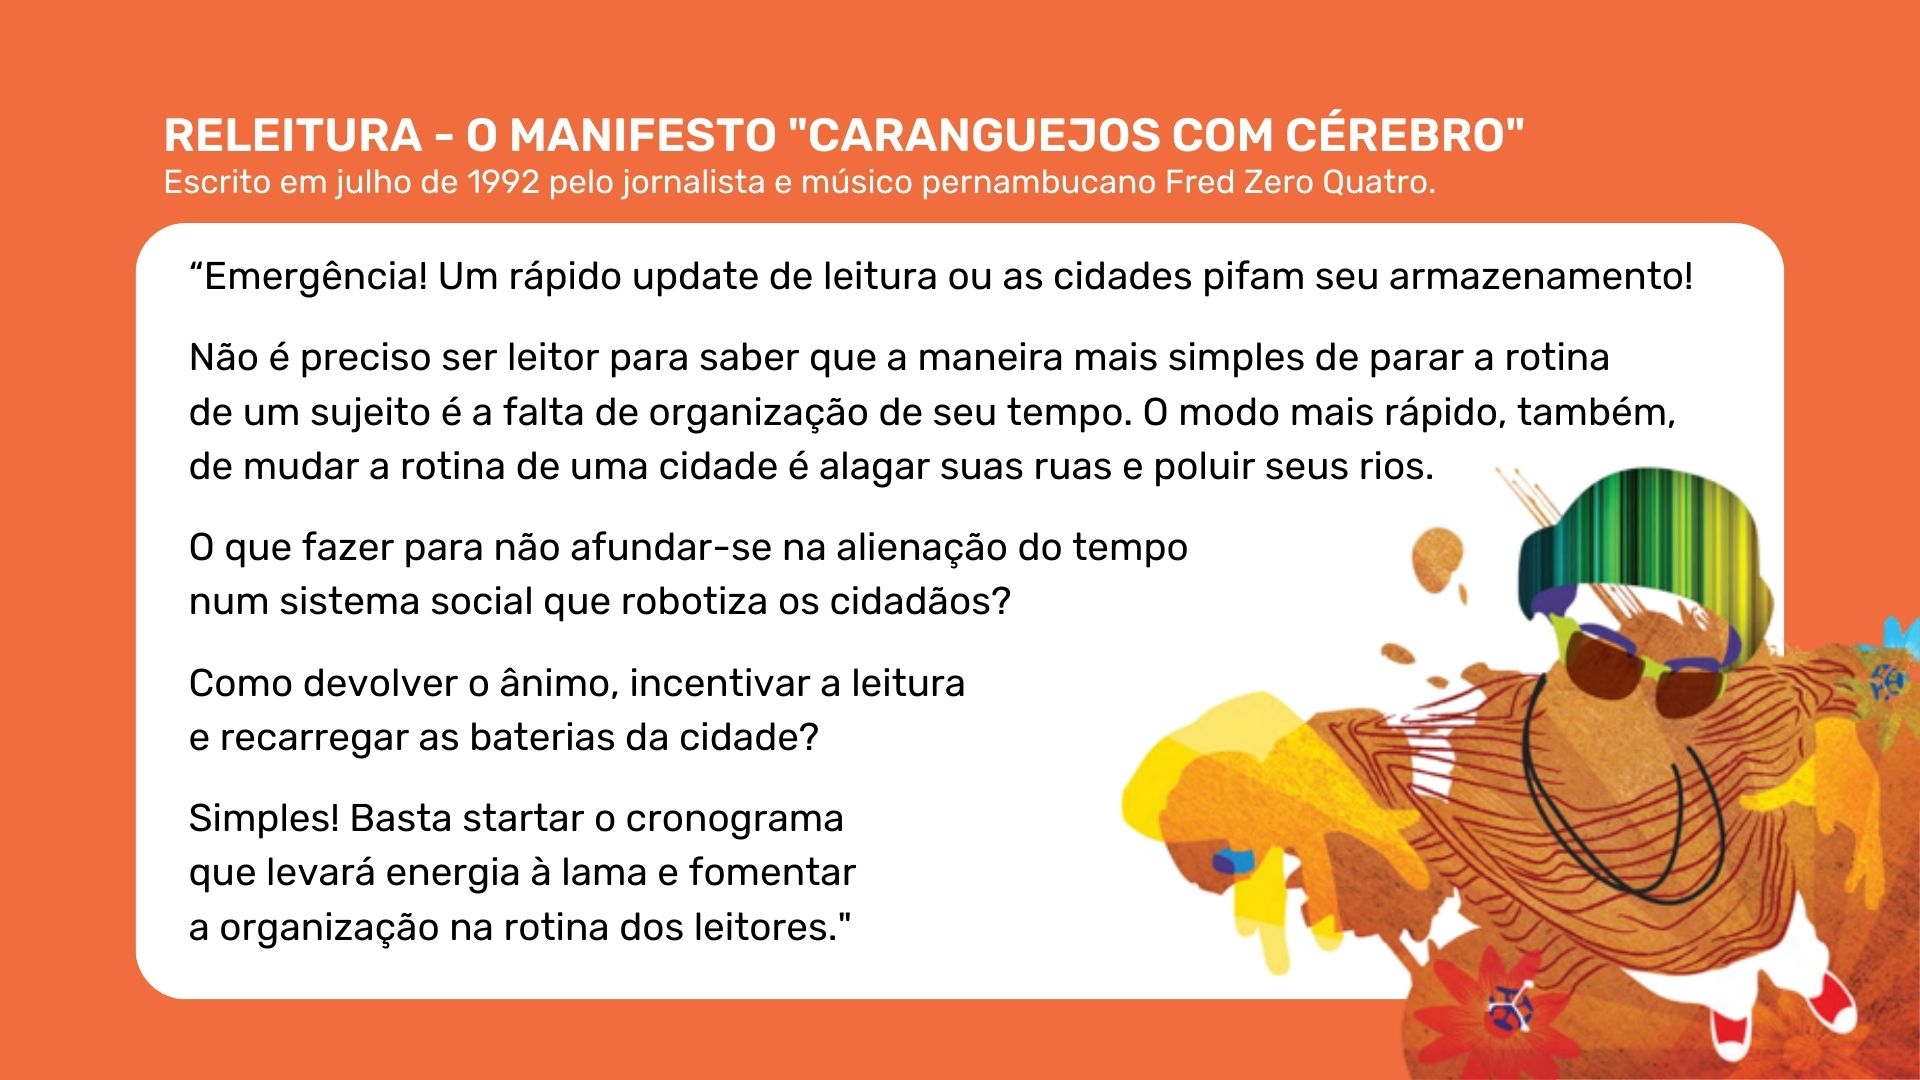 RELEITURA - O MANIFESTO "CARANGUEJOS COM CÉREBRO"
Escrito em julho de 1992 pelo jornalista e músico pernambucano Fred Zero Quatro.
“Emergência! Um rápido update de leitura ou as cidades pifam seu armazenamento!
Não é preciso ser leitor para saber que a maneira mais simples de parar a rotina
de um sujeito é a falta de organização de seu tempo. O modo mais rápido, também,
de mudar a rotina de uma cidade é alagar suas ruas e poluir seus rios.
O que fazer para não afundar-se na alienação do tempo
num sistema social que robotiza os cidadãos?
Como devolver o ânimo, incentivar a leitura
e recarregar as baterias da cidade?
Simples! Basta startar o cronograma
que levará energia à lama e fomentar
a organização na rotina dos leitores."